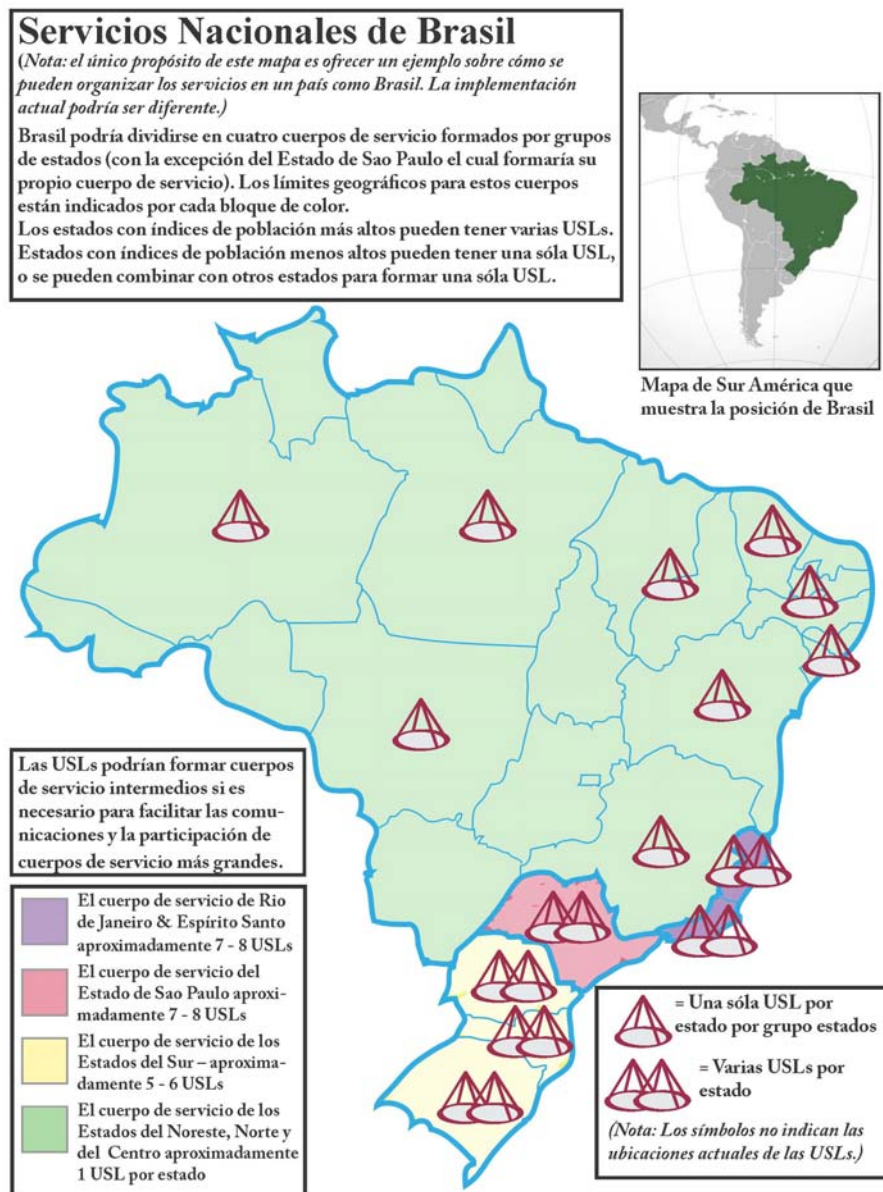 Servicios Nacionales de Brasil
(Nota: el único propósito de este mapa es ofrecer un ejemplo sobre cómo se
pueden organizar los servicios en un país como Brasil. La implementación
actual podría ser diferente.)
Brasil podría dividirse en cuatro cuerpos de servicio formados por grupos
de estados (con la excepción del Estado de Sao Paulo el cual formaría su
propio cuerpo de servicio). Los límites geográficos para estos cuerpos
están indicados por cada bloque de color.
Los estados con índices de población más altos pueden tener varias USLs.
Estados con índices de población menos altos pueden tener una sóla USL,
o se pueden combinar con otros estados para formar una sóla USL.
Mapa de Sur América que
muestra la posición de Brasil
Las USLs podrían formar cuerpos
de servicio intermedios si es
necesario para facilitar las comu-
nicaciones y la participación de
cuerpos de servicio más grandes.
El cuerpo de servicio de Rio
de Janeiro & Espírito Santo
aproximadamente 7 - 8 USLs
El cuerpo de servicio del
Estado de Sao Paulo aproxi-
madamente 7 - 8 USLs
El cuerpo de servicio de los
Estados del Sur – aproxima-
damente 5 - 6 USLs
El cuerpo de servicio de los
Estados del Noreste, Norte y
del Centro aproximadamente
1 USL por estado
= Una sóla USL por
estado por grupo estados
= Varias USLs por
estado
(Nota: Los símbolos no indican las
ubicaciones actuales de las USLs.)